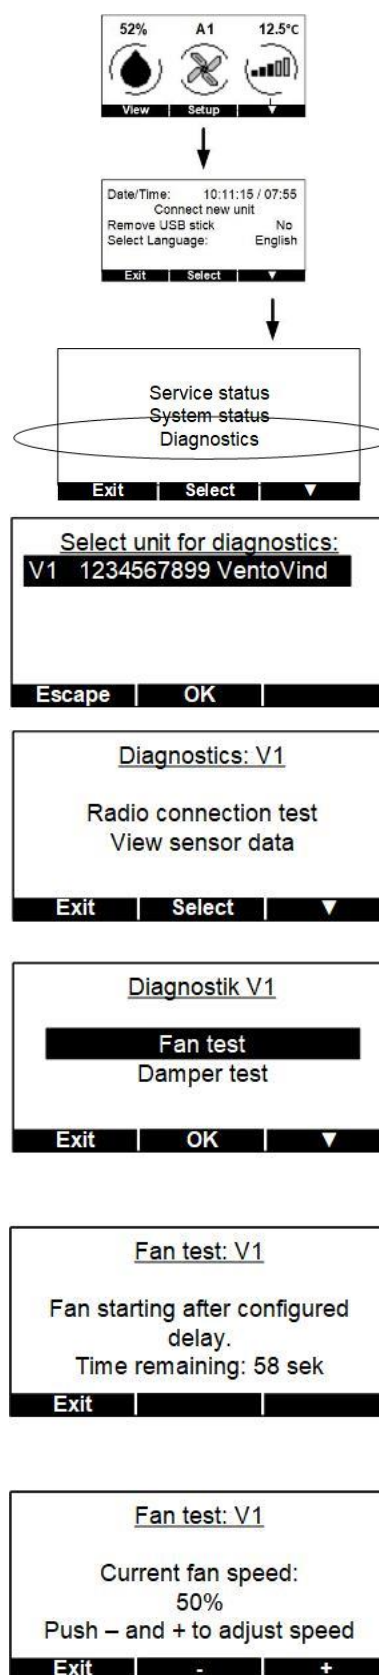 52% A1 12.5°C
View Setup ▼
Date/Time: 10:11:15 / 07:55
Connect new unit
Remove USB stick No
Select Language: English
Exit Select ▼
Service status
System status
Diagnostics
Exit Select ▼
Select unit for diagnostics:
V1 1234567899 VentoVind
Escape OK
Diagnostics: V1
Radio connection test
View sensor data
Exit Select ▼
Diagnostik V1
Fan test
Damper test
Exit OK ▼
Fan test: V1
Fan starting after configured
delay.
Time remaining: 58 sek
Exit
Fan test: V1
Current fan speed:
50%
Push – and + to adjust speed
Exit - +